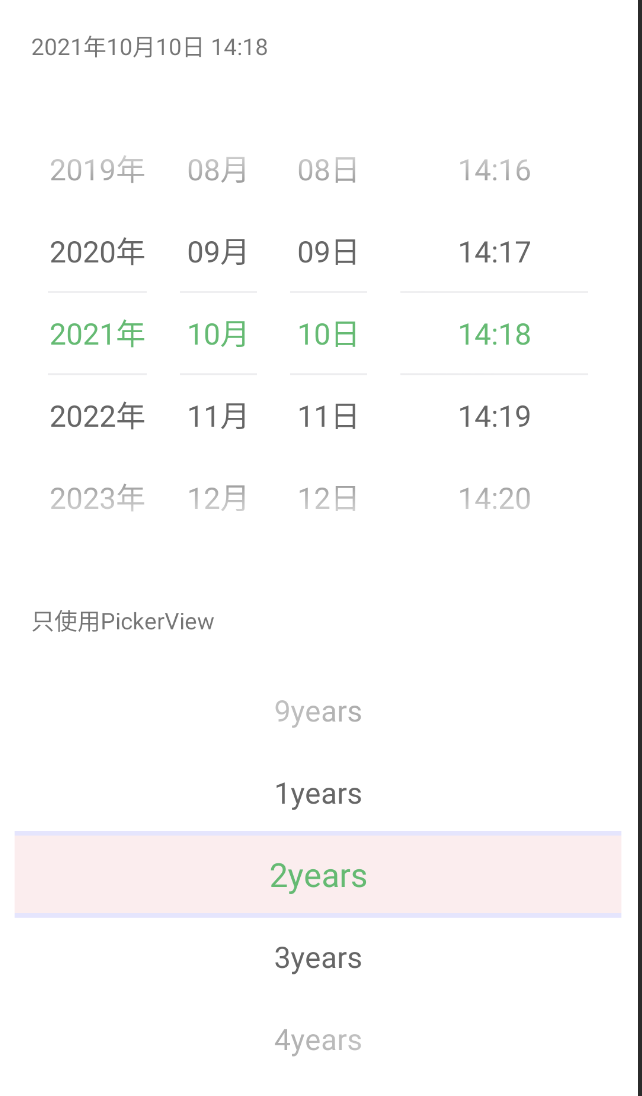 2021年10月10日 14:18
2019年 08月 08日 14:16
2020年 09月 09日 14:17
2021年 10月 10日 14:18
2022年 11月 11日 14:19
2023年 12月 12日 14:20
只使用PickerView
9years
1years
2years
3years
4years